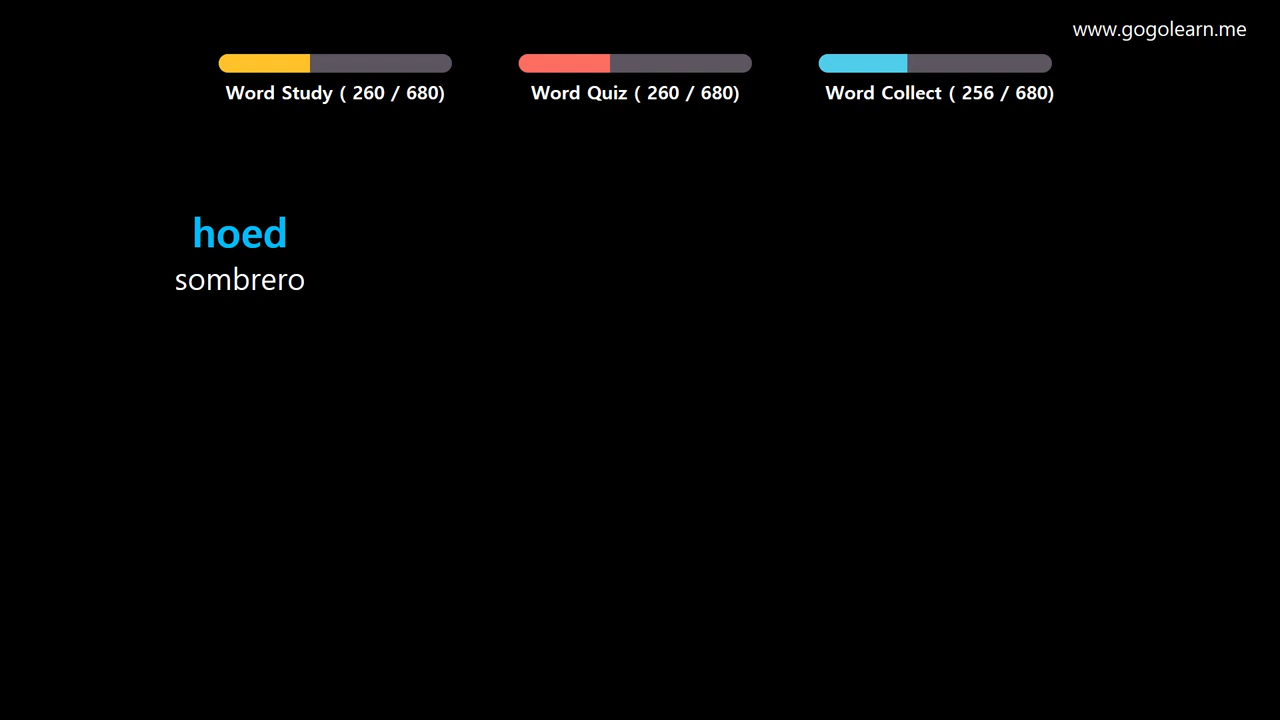 www.gogolearn.me
Word Study ( 260 / 680)
Word Quiz ( 260 / 680)
Word Collect ( 256 / 680)
hoed
sombrero